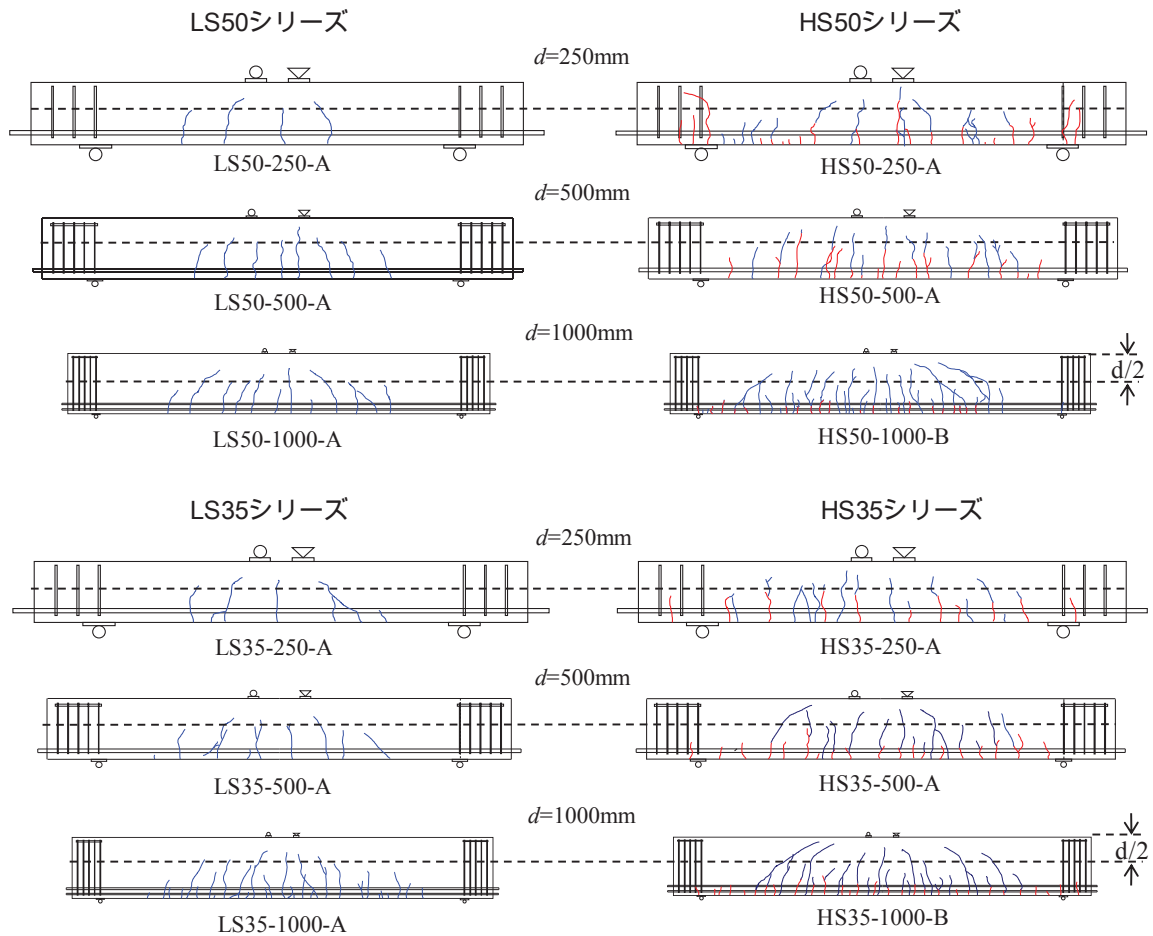 LS50シリーズ
HS50シリーズ
d=250mm
LS50-250-A
HS50-250-A
d=500mm
LS50-500-A
HS50-500-A
d=1000mm
d/2
LS50-1000-A
HS50-1000-B
LS35シリーズ
HS35シリーズ
d=250mm
LS35-250-A
HS35-250-A
d=500mm
LS35-500-A
HS35-500-A
d=1000mm
d/2
LS35-1000-A
HS35-1000-B